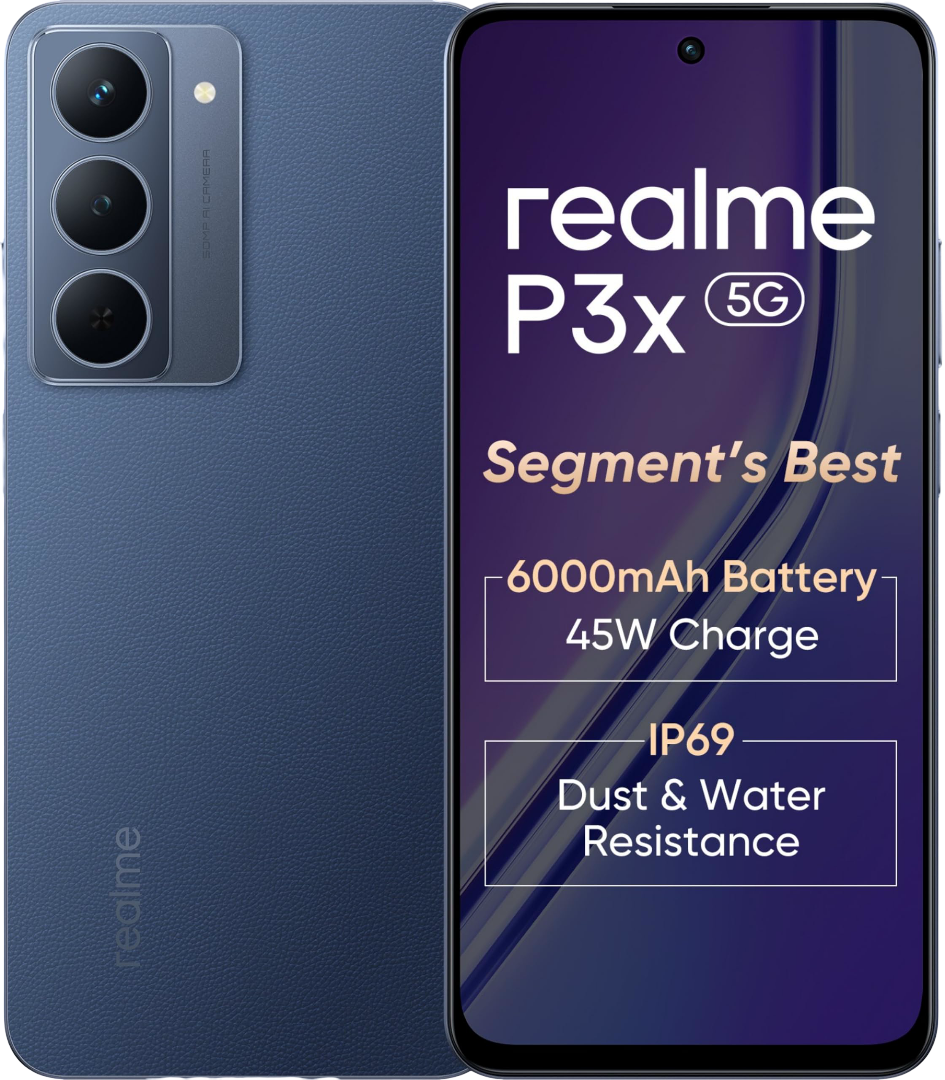 50MP AI CAMERA
realme
realme
P3x 5G
Segment's Best
6000mAh Battery
45W Charge
IP69
Dust & Water
Resistance